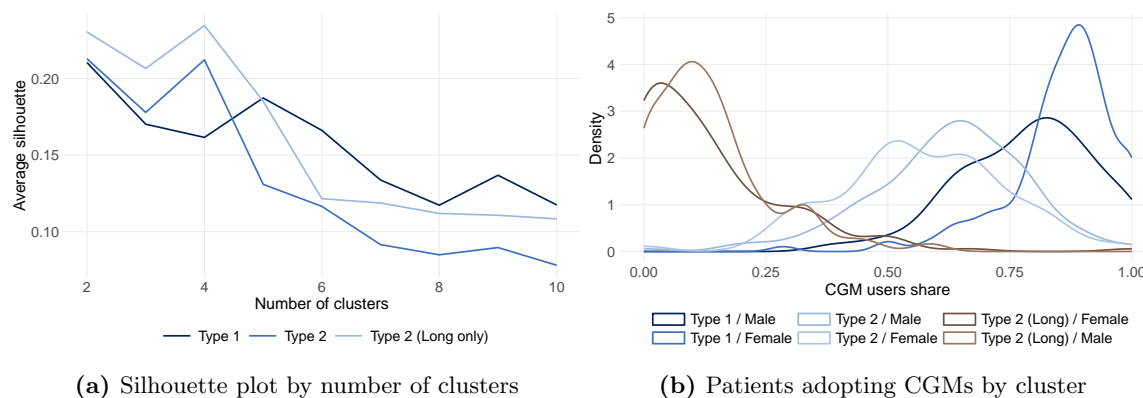 0.20
0.15
0.10
Average silhouette
2
4
6
8
10
Number of clusters
Type 1
Type 2
Type 2 (Long only)
(a) Silhouette plot by number of clusters
5
4
3
2
1
0
Density
0.00
0.25
0.50
0.75
1.00
CGM users share
Type 1 / Male
Type 2 / Male
Type 2 (Long) / Female
Type 1 / Female
Type 2 / Female
Type 2 (Long) / Male
(b) Patients adopting CGMs by cluster